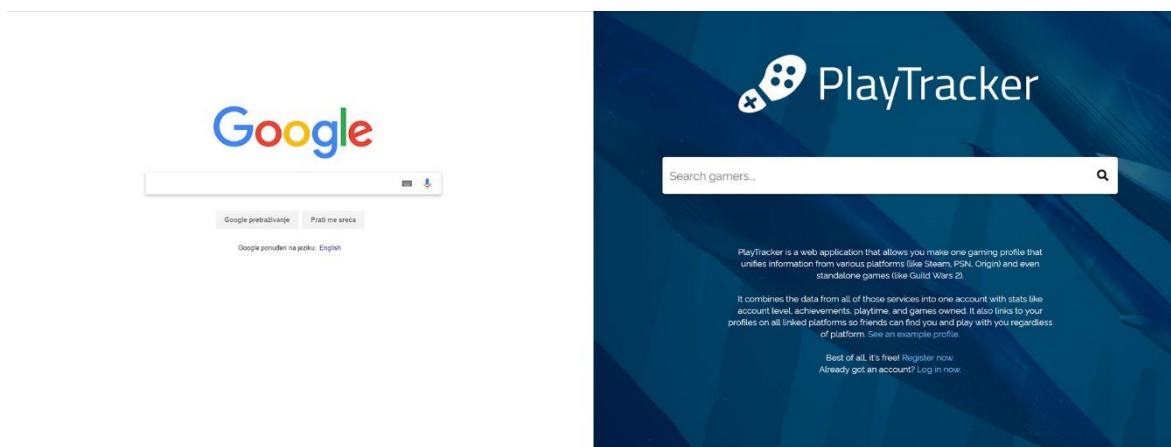 Google
Google pretraživanje
Prati me sreća
Google ponuđen na jeziku: English
PlayTracker
Search gamers...
PlayTracker is a web application that allows you make one gaming profile that
unifies information from various platforms (like Steam, PSN, Origin) and even
standalone games (like Guild Wars 2).
It combines the data from all of those services into one account with stats like
account level, achievements, playtime, and games owned. It also links to your
profiles on all linked platforms so friends can find you and play with you regardless
of platform. See an example profile.
Best of all, it's free! Register now.
Already got an account? Log in now.